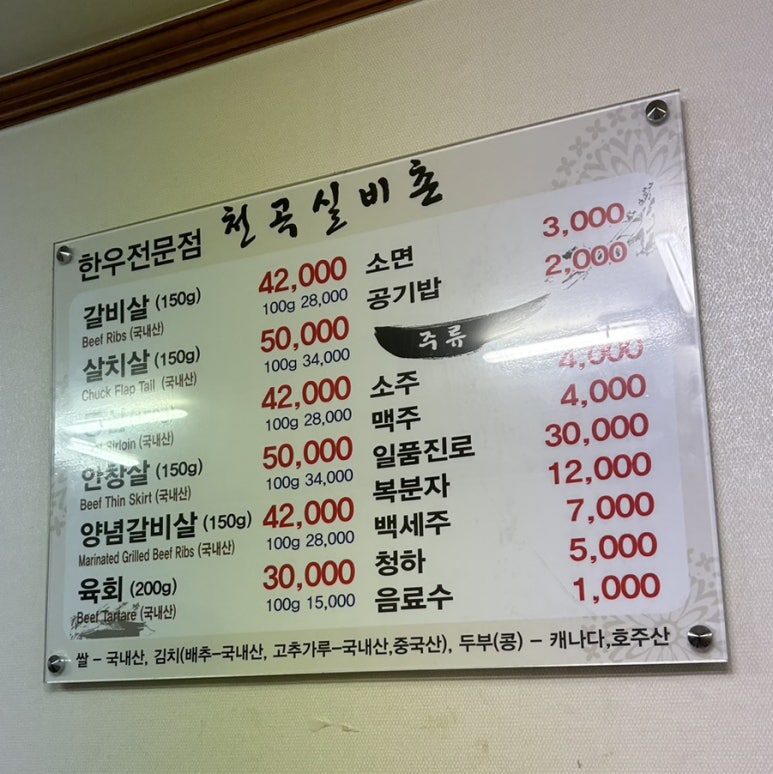 한우전문점 천곡실비촌
갈비살 (150g) 42,000
Beef Ribs (국내산) 100g 28,000
살치살 (150g) 50,000
Chuck Flap Tail (국내산) 100g 34,000
42,000
(국내산) 100g 28,000
안창살 (150g) 50,000
Beef Thin Skirt (국내산) 100g 34,000
양념갈비살 (150g) 42,000
Marinated Grilled Beef Ribs (국내산) 100g 28,000
육회 (200g) 30,000
Beef Tartare (국내산) 100g 15,000
소면 3,000
공기밥 2,000
주류
소주 4,000
맥주 4,000
일품진로 30,000
복분자 12,000
백세주 7,000
청하 5,000
음료수 1,000
쌀 – 국내산, 김치(배추–국내산, 고추가루–국내산,중국산), 두부(콩) – 캐나다,호주산